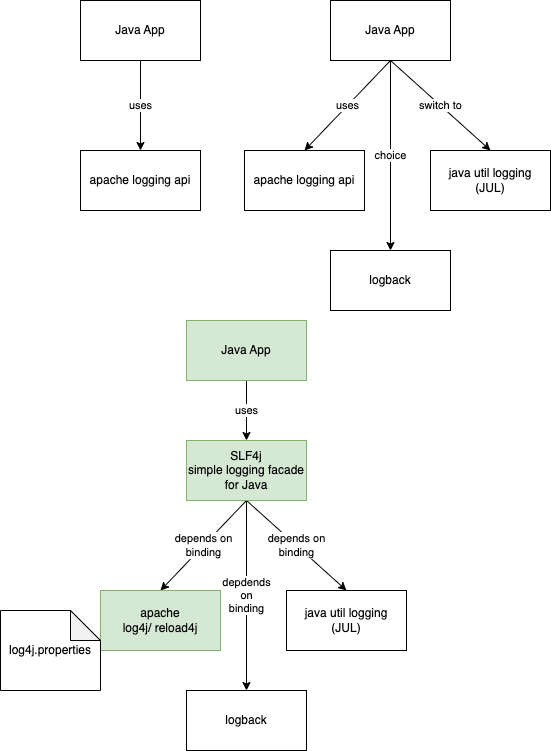 Java App
uses
apache logging api
Java App
uses
switch to
choice
apache logging api
java util logging
(JUL)
logback
Java App
uses
SLF4j
simple logging facade
for Java
depends on
binding
depdends
on
binding
depends on
binding
log4j.properties
apache
log4j/ reload4j
java util logging
(JUL)
logback